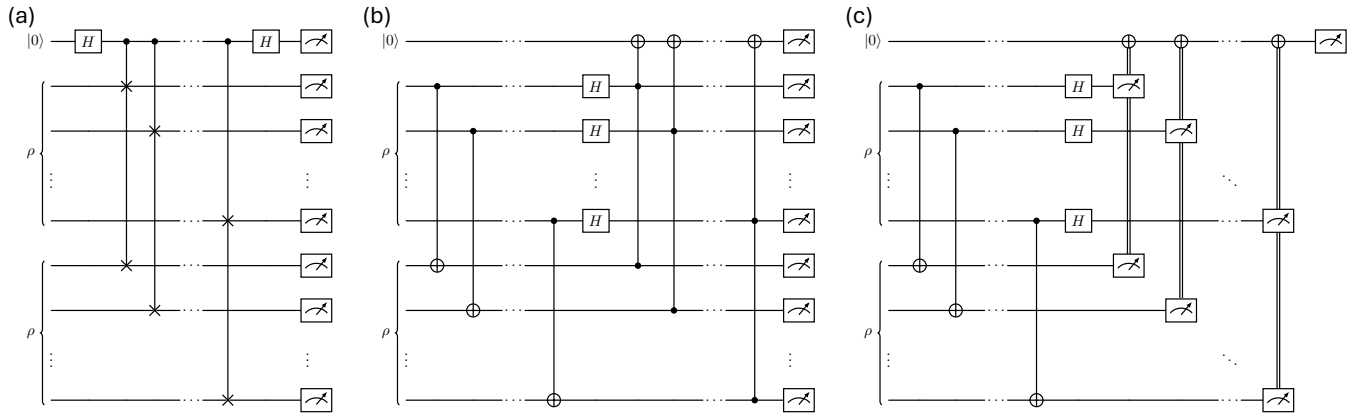 (a) (b) (c)
|0⟩ H ··· H |0⟩ ··· ··· |0⟩ ··· ···
··· ··· H ··· ··· H
··· ··· H ··· ··· H ···
ρ ρ ρ
⋮ ⋮ ⋮ ⋮ ⋮ ⋮ ⋱
··· ··· H ··· ··· H ···
··· ··· ··· ···
··· ··· ··· ··· ···
ρ ρ ρ
⋮ ⋮ ⋮ ⋮ ⋮ ⋱
··· ··· ··· ··· ···